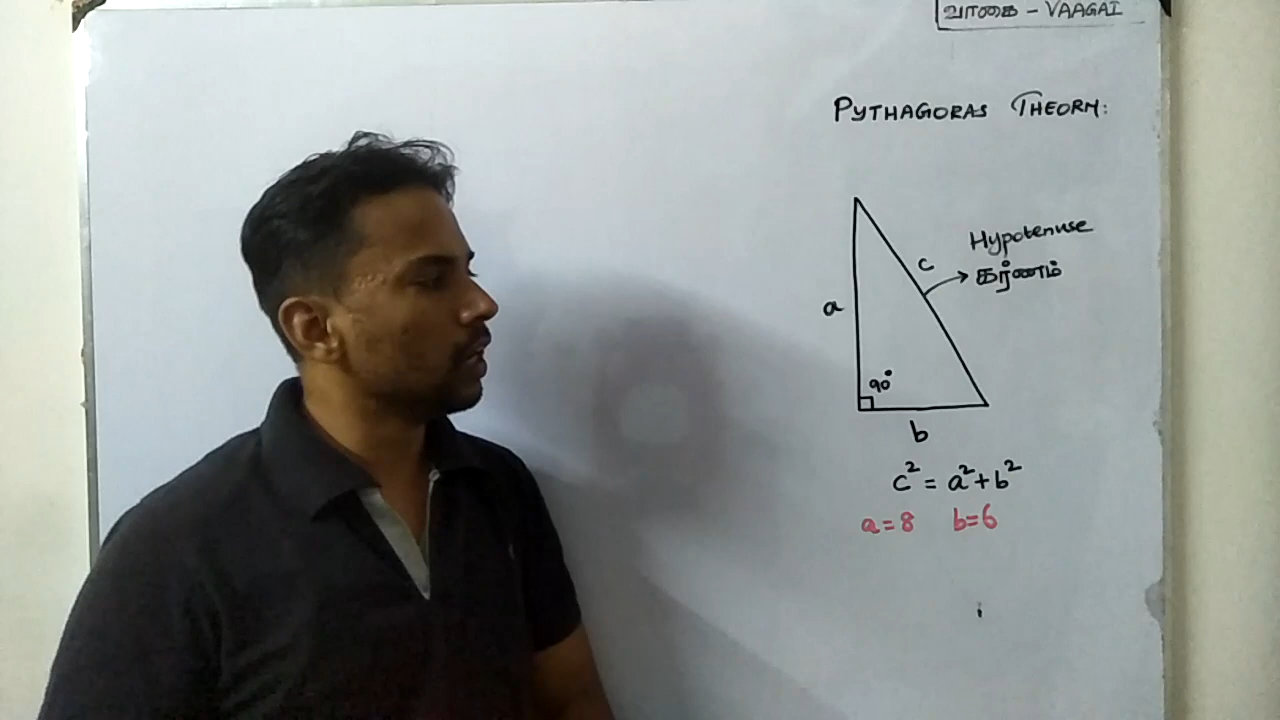 வாகை - VAAGAI
PYTHAGORAS THEORM:
Hypotenuse
c
கர்ணம்
a
90°
b
c² = a² + b²
a = 8 b = 6